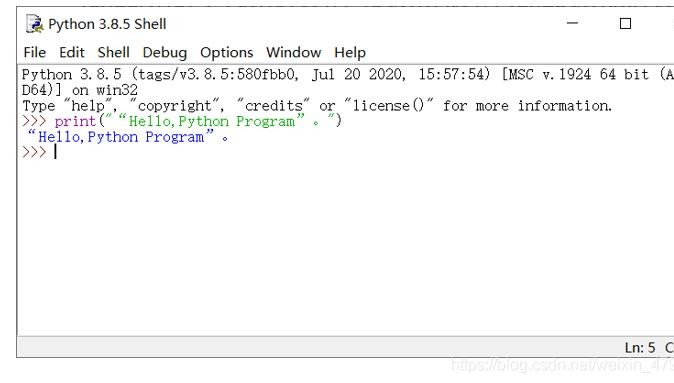 Python 3.8.5 Shell
File Edit Shell Debug Options Window Help
Python 3.8.5 (tags/v3.8.5:580fbb0, Jul 20 2020, 15:57:54) [MSC v.1924 64 bit (A
D64)] on win32
Type "help", "copyright", "credits" or "license()" for more information.
>>> print("“Hello,Python Program”。")
“Hello,Python Program”。
>>>
Ln: 5 C
https://blog.csdn.net/weixin_479